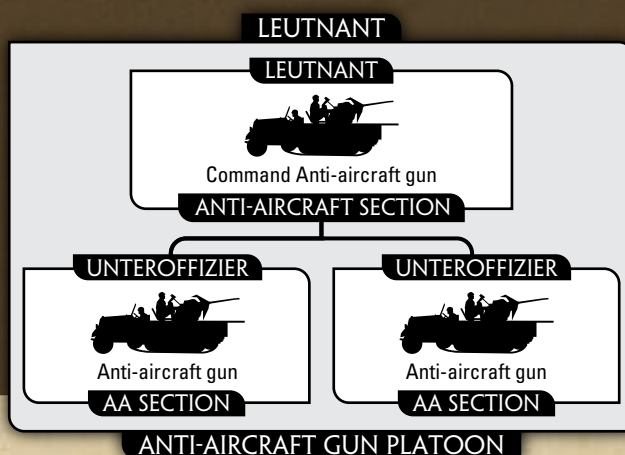 LEUTNANT
LEUTNANT
Command Anti-aircraft gun
ANTI-AIRCRAFT SECTION
UNTEROFFIZIER
UNTEROFFIZIER
Anti-aircraft gun
Anti-aircraft gun
AA SECTION
AA SECTION
ANTI-AIRCRAFT GUN PLATOON